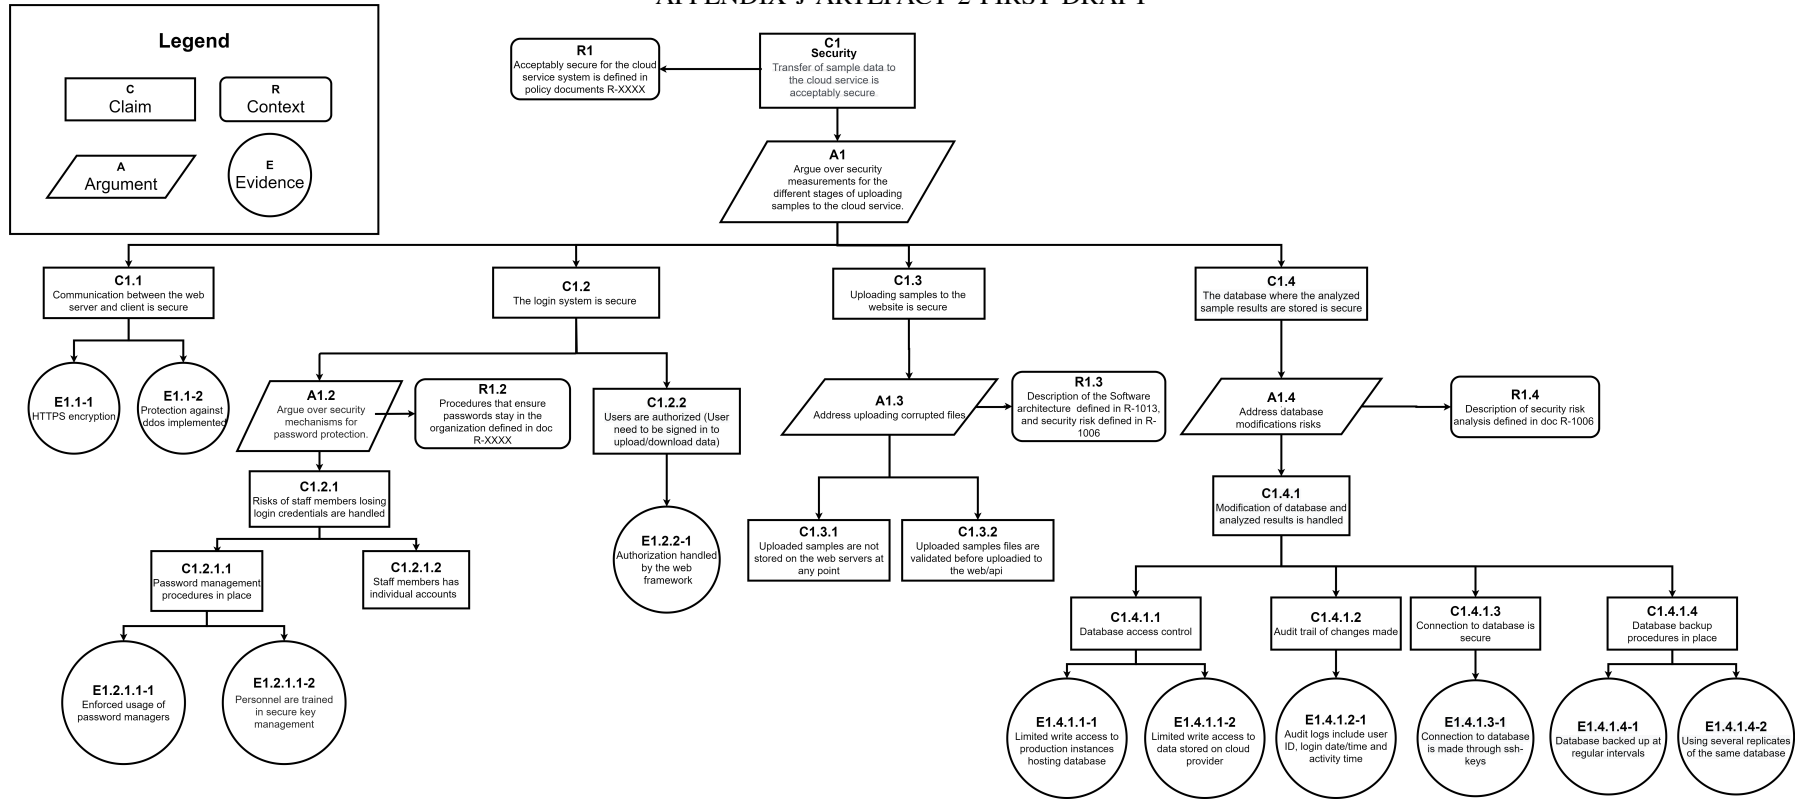 APPENDIX J ARTEFACT 2 FIRST DRAFT
Legend
C
Claim
R
Context
A
Argument
E
Evidence
R1
Acceptably secure for the cloud
service system is defined in
policy documents R-XXXX
C1
Security
Transfer of sample data to
the cloud service is
acceptably secure
A1
Argue over security
measurements for the
different stages of uploading
samples to the cloud service.
C1.1
Communication between the web
server and client is secure
C1.2
The login system is secure
C1.3
Uploading samples to the
website is secure
C1.4
The database where the analyzed
sample results are stored is secure
E1.1-1
HTTPS encryption
E1.1-2
Protection against
ddos implemented
A1.2
Argue over security
mechanisms for
password protection.
R1.2
Procedures that ensure
passwords stay in the
organization defined in doc
R-XXXX
C1.2.2
Users are authorized (User
need to be signed in to
upload/download data)
A1.3
Address uploading corrupted files
R1.3
Description of the Software
architecture defined in R-1013,
and security risk defined in R-
1006
A1.4
Address database
modifications risks
R1.4
Description of security risk
analysis defined in doc R-1006
C1.2.1
Risks of staff members losing
login credentials are handled
E1.2.2-1
Authorization handled
by the web
framework
C1.3.1
Uploaded samples are not
stored on the web servers at
any point
C1.3.2
Uploaded samples files are
validated before uploadied to
the web/api
C1.4.1
Modification of database and
analyzed results is handled
C1.2.1.1
Password management
procedures in place
C1.2.1.2
Staff members has
individual accounts
C1.4.1.1
Database access control
C1.4.1.2
Audit trail of changes made
C1.4.1.3
Connection to database is
secure
C1.4.1.4
Database backup
procedures in place
E1.2.1.1-1
Enforced usage of
password managers
E1.2.1.1-2
Personnel are trained
in secure key
management
E1.4.1.1-1
Limited write access to
production instances
hosting database
E1.4.1.1-2
Limited write access to
data stored on cloud
provider
E1.4.1.2-1
Audit logs include user
ID, login date/time and
activity time
E1.4.1.3-1
Connection to database
is made through ssh-
keys
E1.4.1.4-1
Database backed up at
regular intervals
E1.4.1.4-2
Using several replicates
of the same database